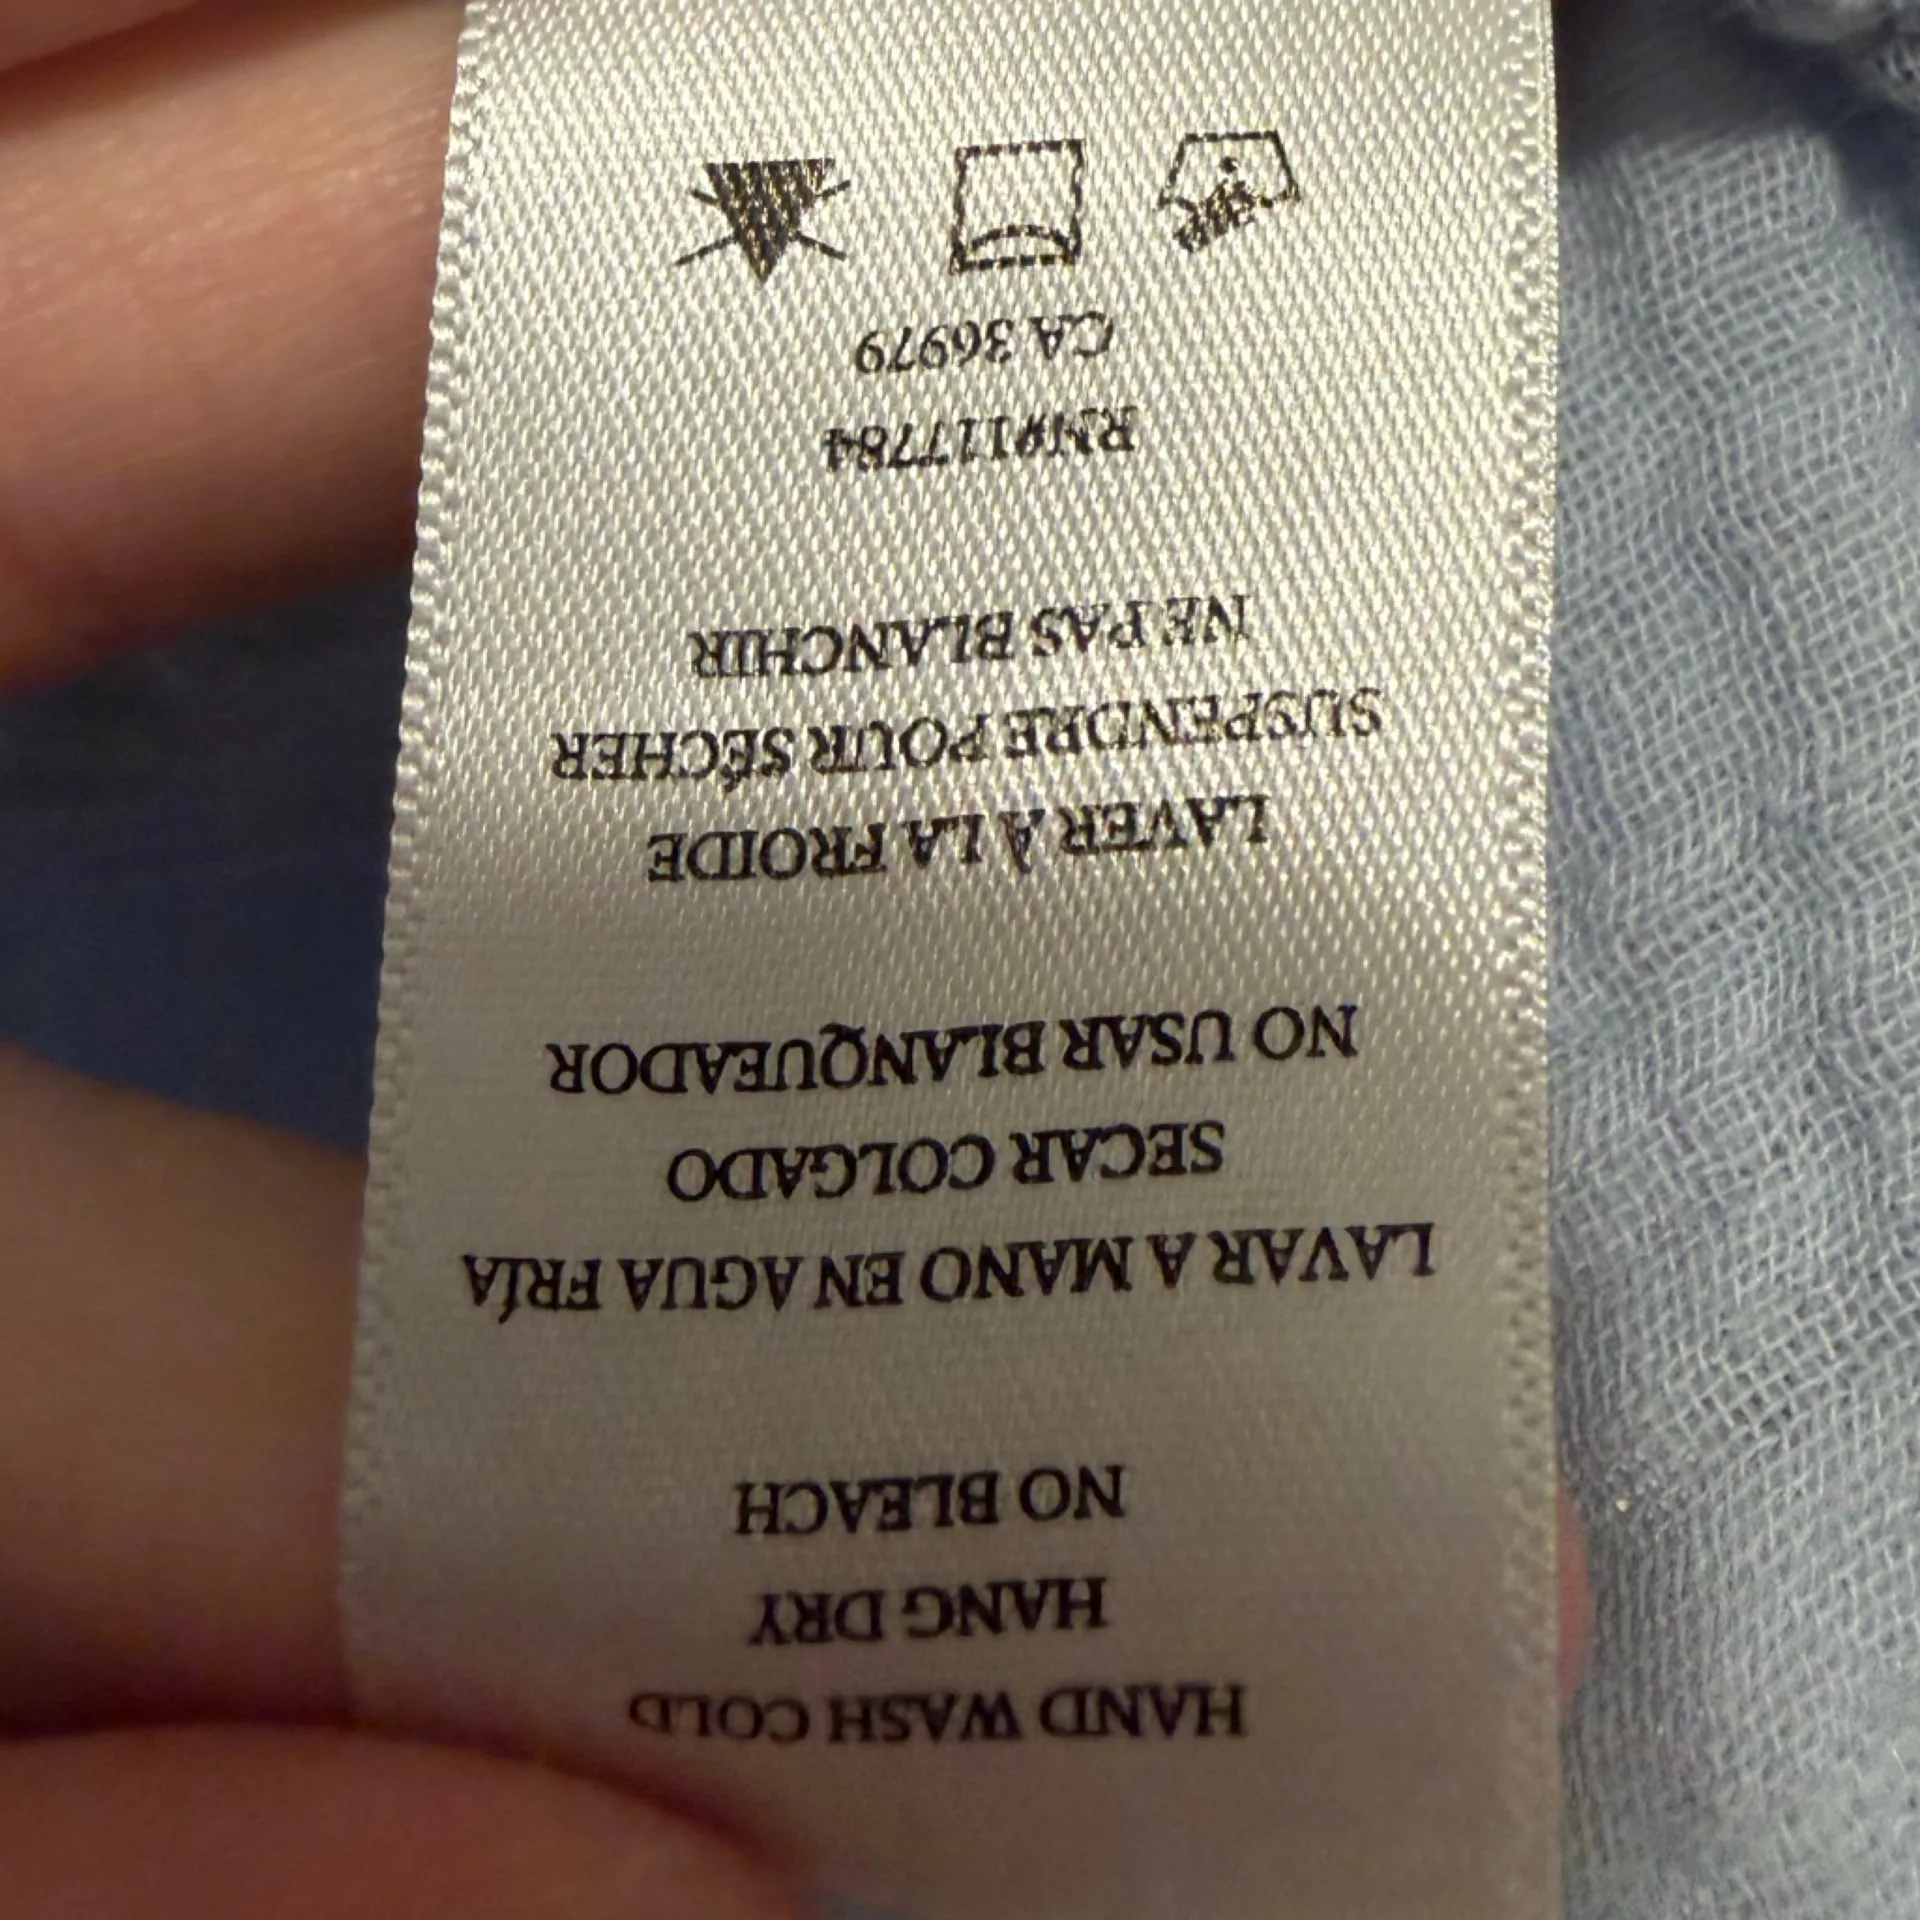 HAND WASH COLD
HANG DRY
NO BLEACH
LAVAR A MANO EN AGUA FRÍA
SECAR COLGADO
NO USAR BLANQUEADOR
LAVER À LA FROIDE
SUSPENDRE POUR SÉCHER
NE PAS BLANCHIR
RN#117784
CA 36979